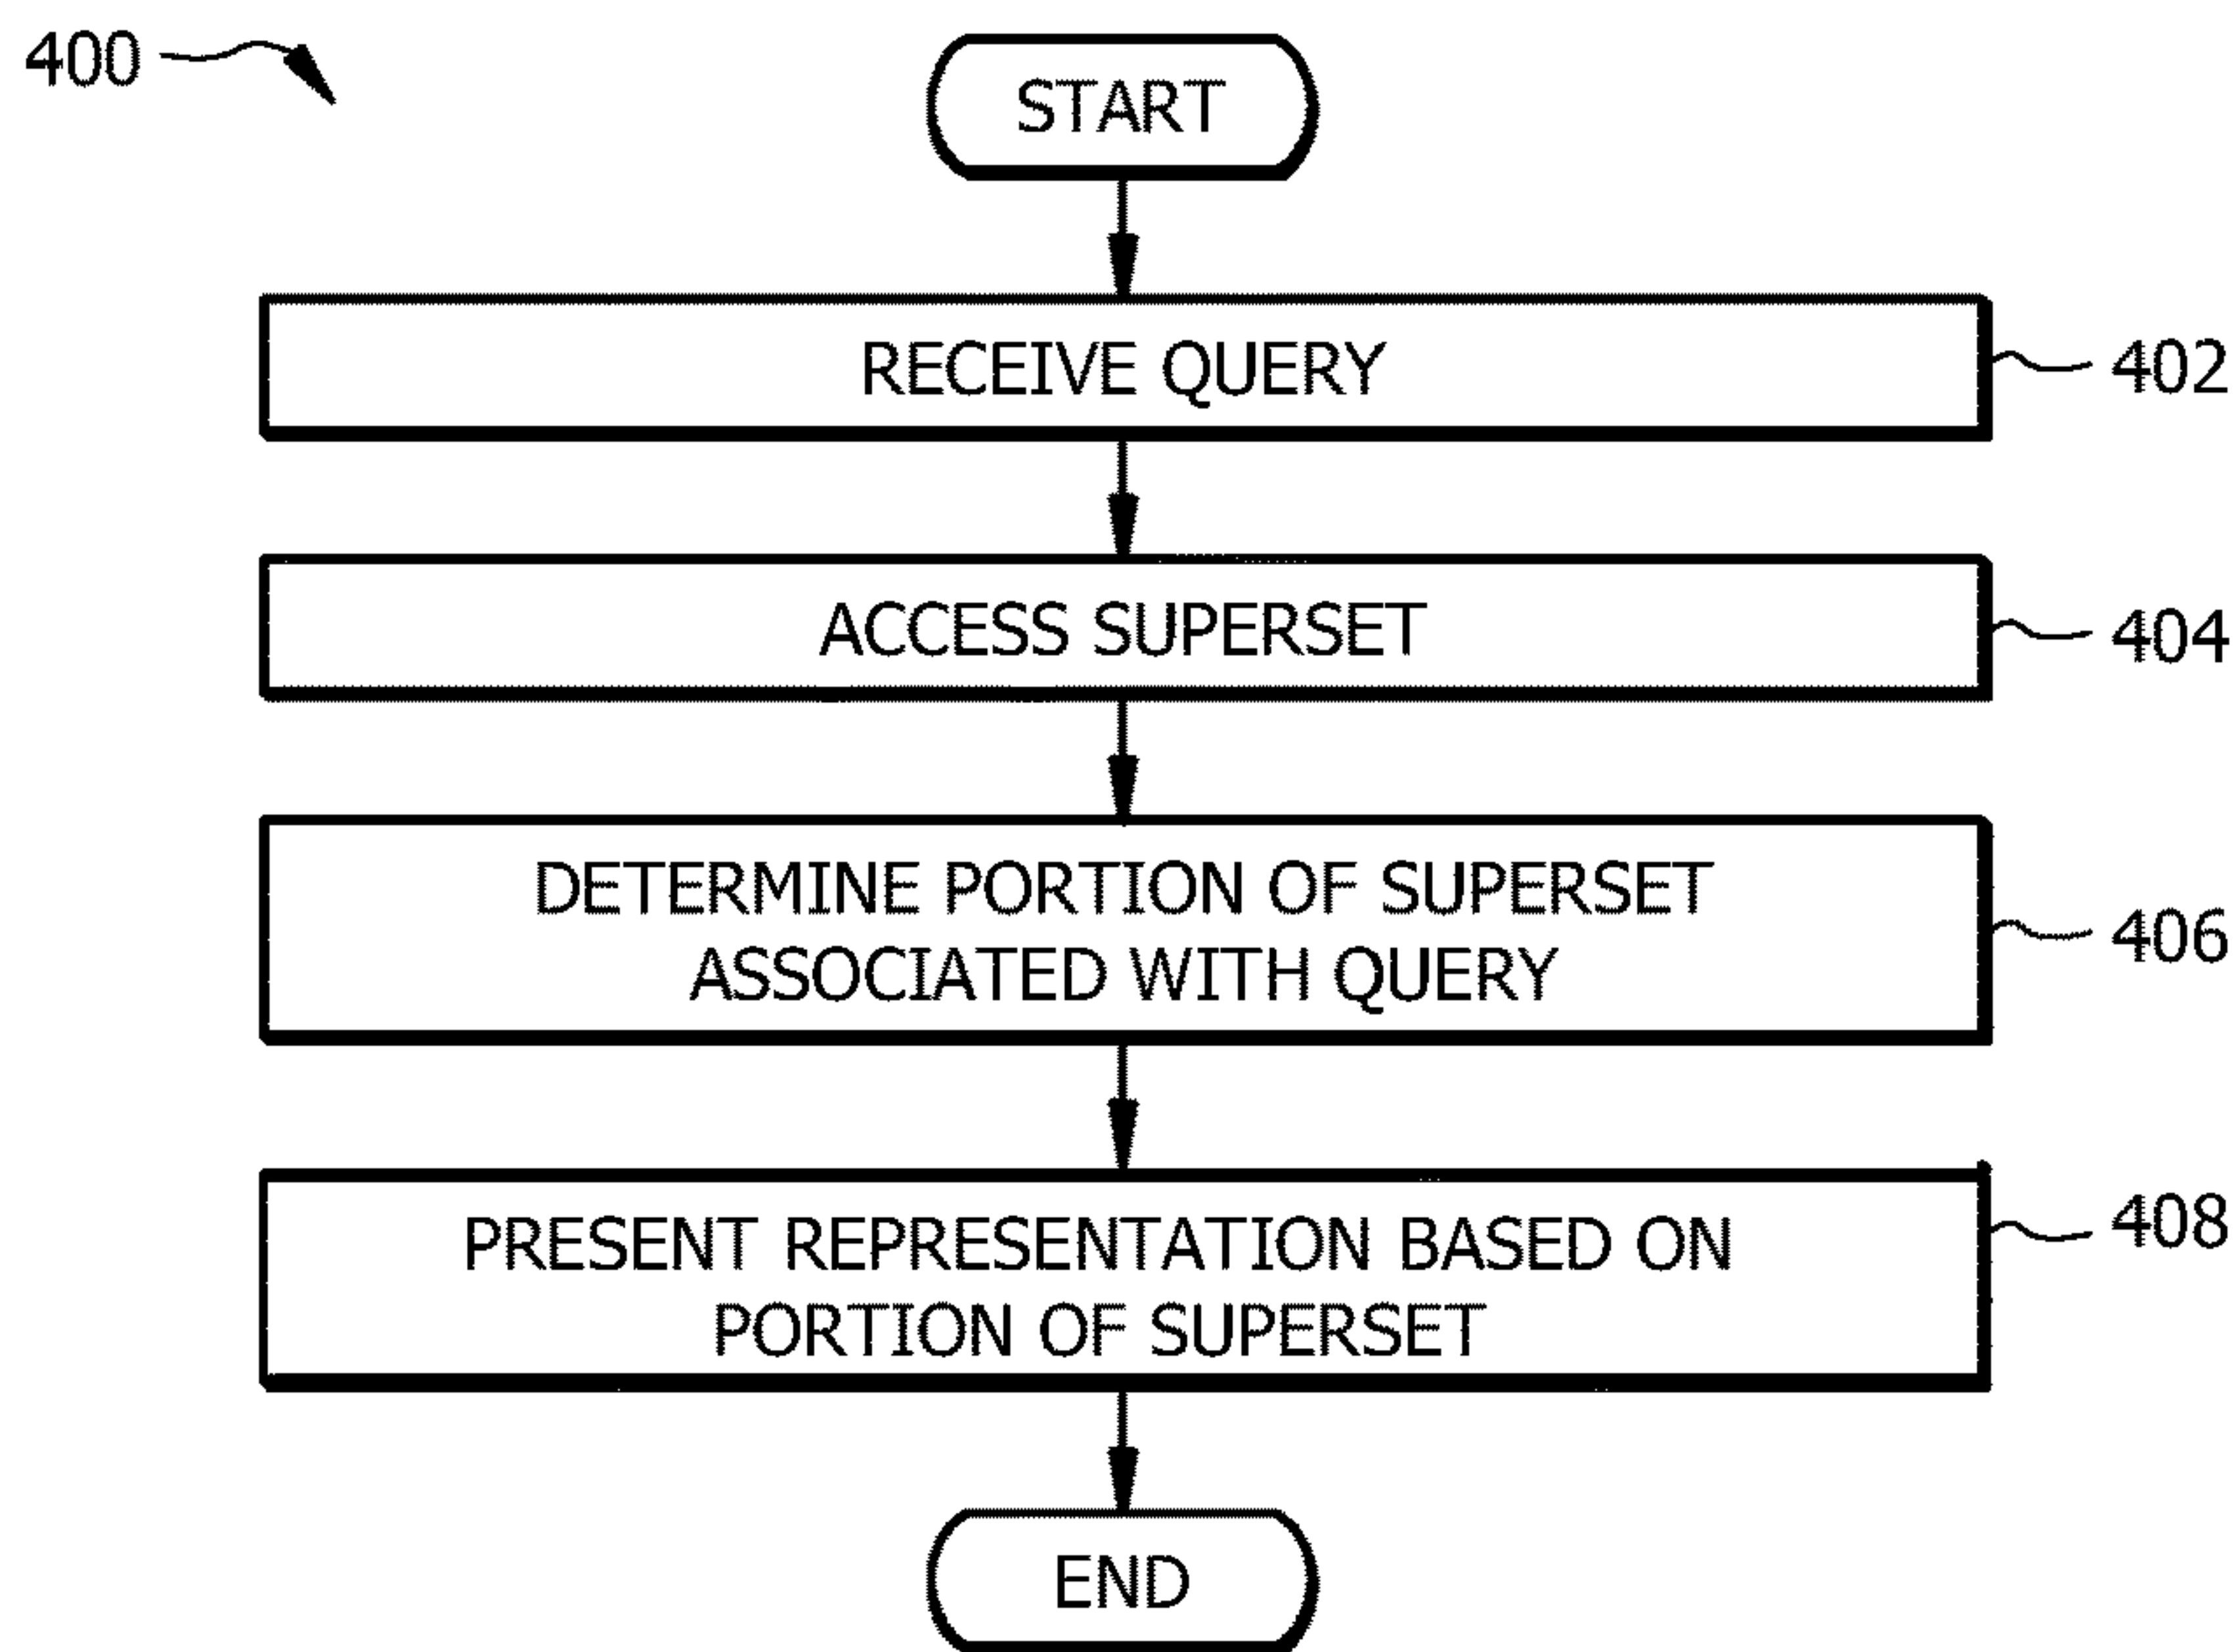 400
START
RECEIVE QUERY
402
ACCESS SUPERSET
404
DETERMINE PORTION OF SUPERSET
ASSOCIATED WITH QUERY
406
PRESENT REPRESENTATION BASED ON
PORTION OF SUPERSET
408
END